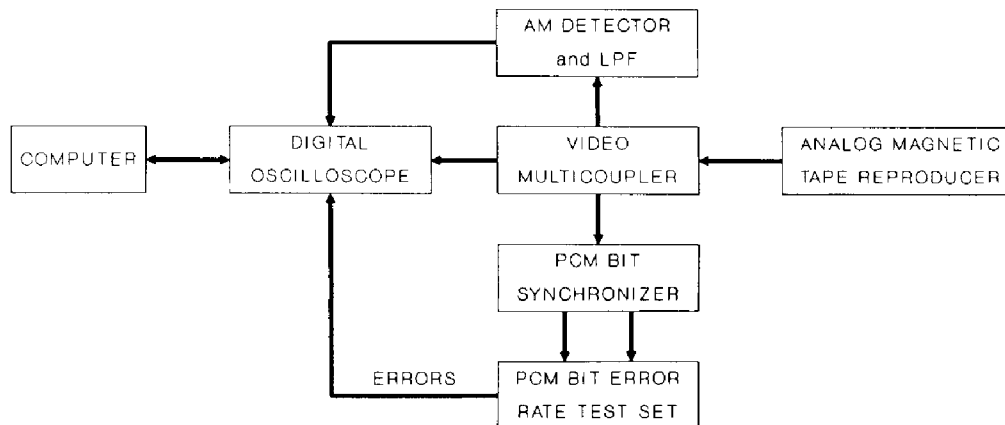 AM DETECTOR
and LPF
COMPUTER
DIGITAL
OSCILLOSCOPE
VIDEO
MULTICOUPLER
ANALOG MAGNETIC
TAPE REPRODUCER
PCM BIT
SYNCHRONIZER
ERRORS
PCM BIT ERROR
RATE TEST SET